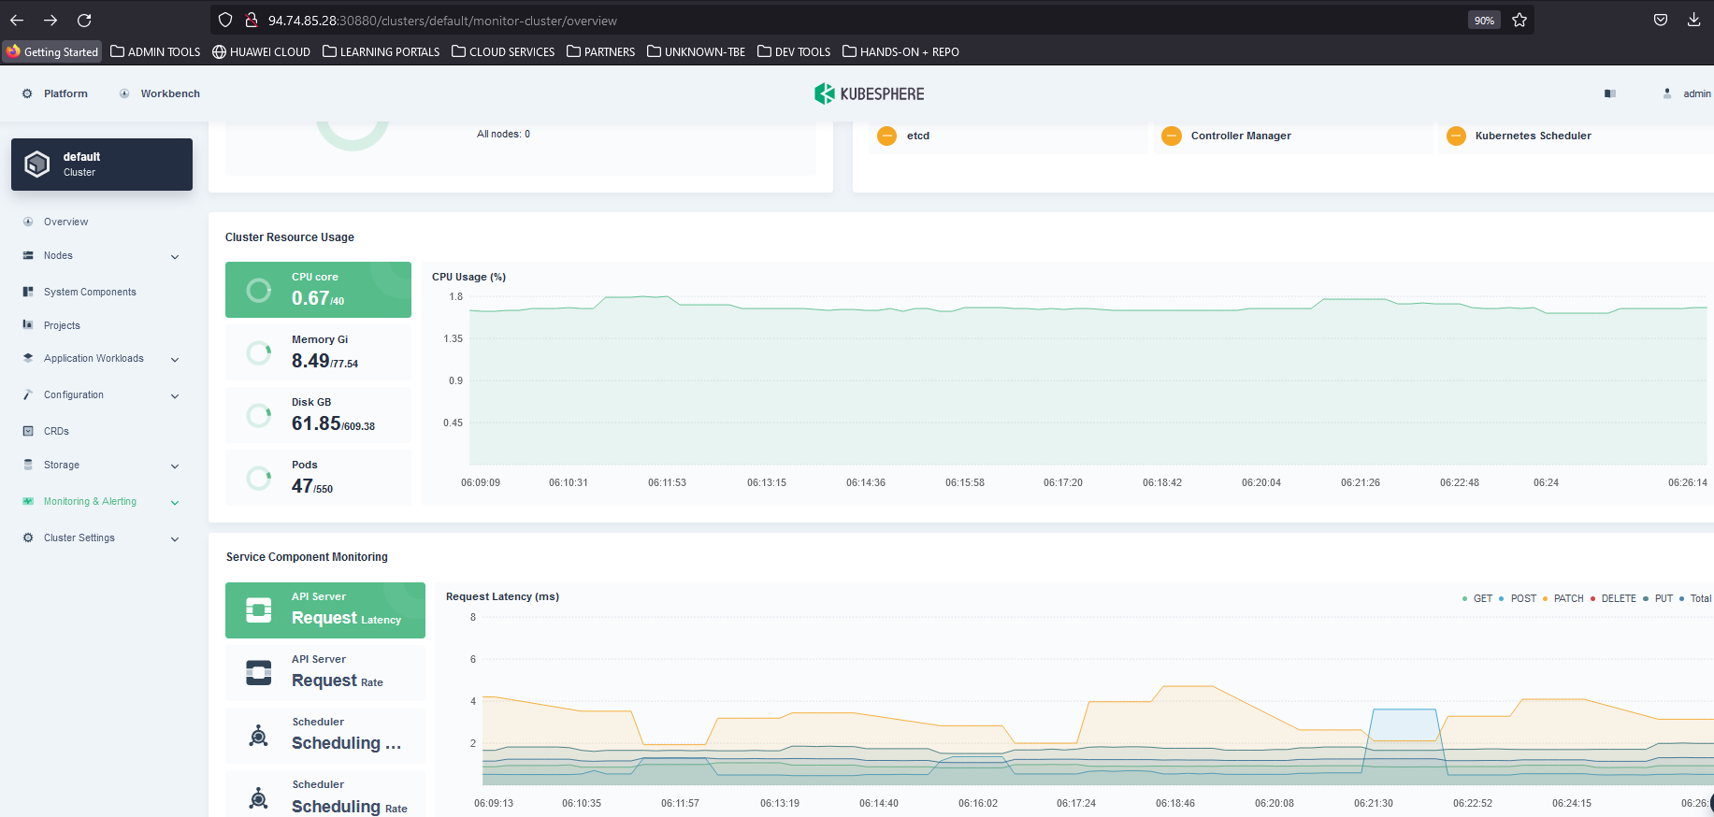 94.74.85.28:30880/clusters/default/monitor-cluster/overview
90%
Getting Started ADMIN TOOLS HUAWEI CLOUD LEARNING PORTALS CLOUD SERVICES PARTNERS UNKNOWN-TBE DEV TOOLS HANDS-ON + REPO
Platform Workbench KUBESPHERE admin
All nodes: 0
etcd Controller Manager Kubernetes Scheduler
default
Cluster
Overview
Nodes
System Components
Projects
Application Workloads
Configuration
CRDs
Storage
Monitoring & Alerting
Cluster Settings
Cluster Resource Usage
CPU core
0.67/40
Memory Gi
8.49/77.54
Disk GB
61.85/609.38
Pods
47/550
CPU Usage (%)
1.8
1.35
0.9
0.45
06:09:09 06:10:31 06:11:53 06:13:15 06:14:36 06:15:58 06:17:20 06:18:42 06:20:04 06:21:26 06:22:48 06:24 06:26:14
Service Component Monitoring
API Server
Request Latency
API Server
Request Rate
Scheduler
Scheduling ...
Scheduler
Scheduling Rate
Request Latency (ms)
GET POST PATCH DELETE PUT Total
8
6
4
2
06:09:13 06:10:35 06:11:57 06:13:19 06:14:40 06:16:02 06:17:24 06:18:46 06:20:08 06:21:30 06:22:52 06:24:15 06:26: